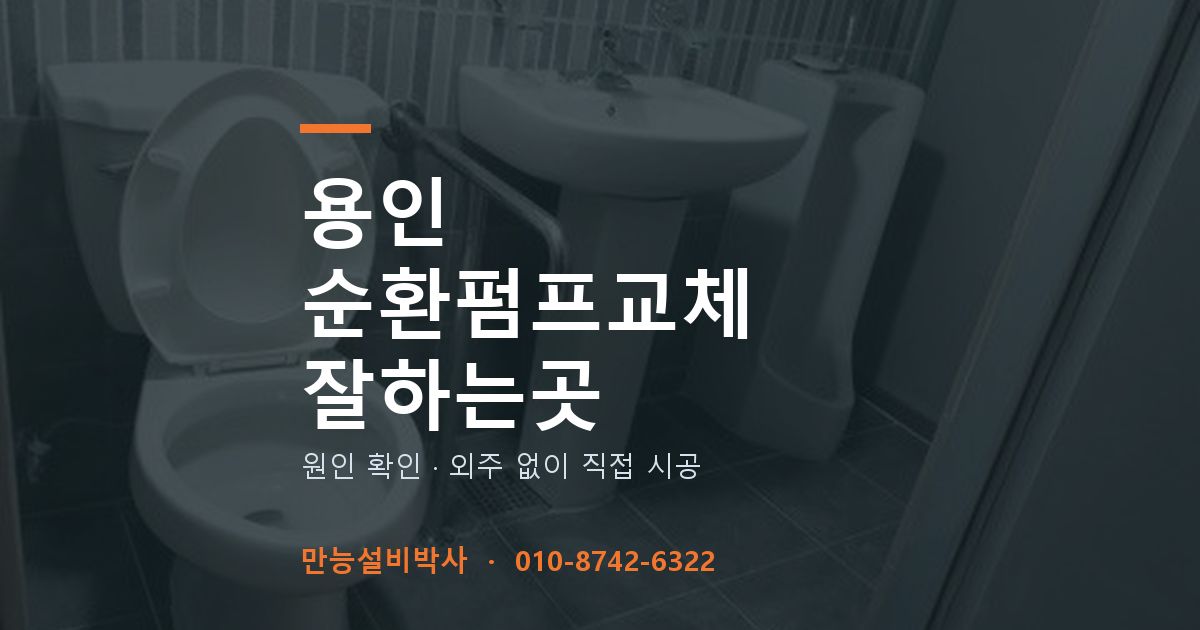 용인
순환펌프교체
잘하는곳
원인 확인 · 외주 없이 직접 시공
만능설비박사 · 010-8742-6322